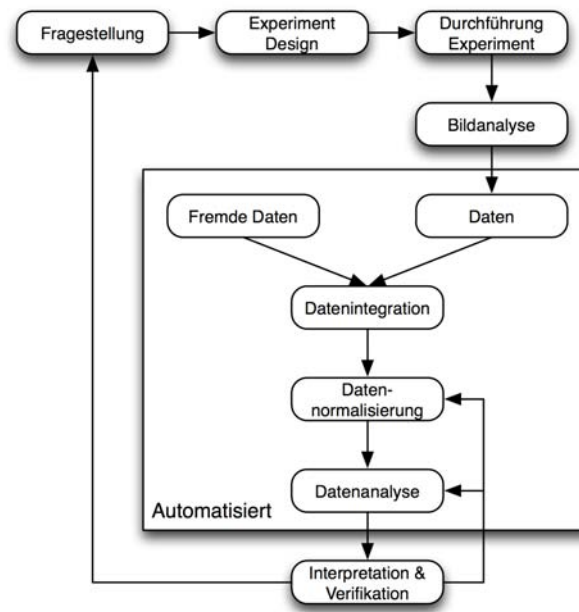 Fragestellung
Experiment
Design
Durchführung
Experiment
Bildanalyse
Fremde Daten
Daten
Datenintegration
Daten-
normalisierung
Datenanalyse
Automatisiert
Interpretation &
Verifikation